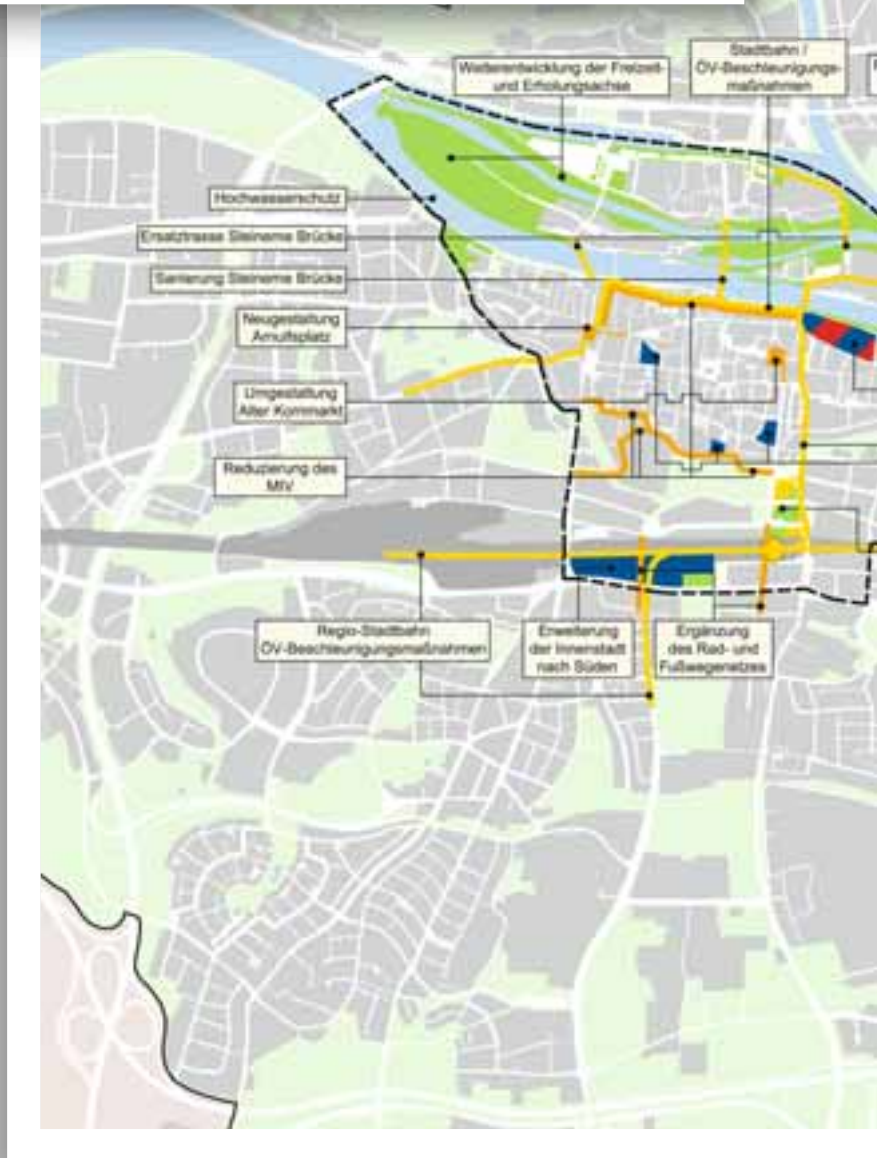 Weiterentwicklung der Freizeit-
und Erholungsachse
Stadtbahn /
ÖV-Beschleunigungs-
maßnahmen
Hochwasserschutz
Ersatztrasse Steinerne Brücke
Sanierung Steinerne Brücke
Neugestaltung
Arnulfsplatz
Umgestaltung
Alter Kornmarkt
Reduzierung des
MIV
Regio-Stadtbahn
ÖV-Beschleunigungsmaßnahmen
Erweiterung
der Innenstadt
nach Süden
Ergänzung
des Rad- und
Fußwegenetzes